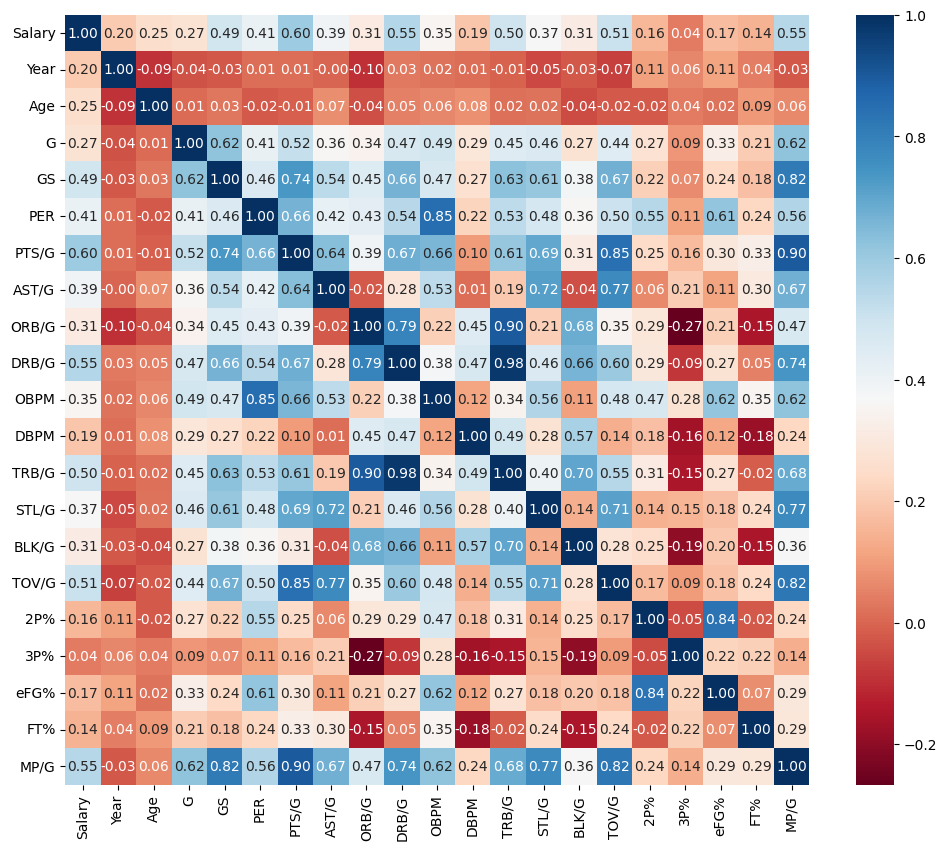 Salary 1.00 0.20 0.25 0.27 0.49 0.41 0.60 0.39 0.31 0.55 0.35 0.19 0.50 0.37 0.31 0.51 0.16 0.04 0.17 0.14 0.55 1.0
Year 0.20 1.00 -0.09 -0.04 -0.03 0.01 0.01 -0.00 -0.10 0.03 0.02 0.01 -0.01 -0.05 -0.03 -0.07 0.11 0.06 0.11 0.04 -0.03
Age 0.25 -0.09 1.00 0.01 0.03 -0.02 -0.01 0.07 -0.04 0.05 0.06 0.08 0.02 0.02 -0.04 -0.02 -0.02 0.04 0.02 0.09 0.06 0.8
G 0.27 -0.04 0.01 1.00 0.62 0.41 0.52 0.36 0.34 0.47 0.49 0.29 0.45 0.46 0.27 0.44 0.27 0.09 0.33 0.21 0.62
GS 0.49 -0.03 0.03 0.62 1.00 0.46 0.74 0.54 0.45 0.66 0.47 0.27 0.63 0.61 0.38 0.67 0.22 0.07 0.24 0.18 0.82
PER 0.41 0.01 -0.02 0.41 0.46 1.00 0.66 0.42 0.43 0.54 0.85 0.22 0.53 0.48 0.36 0.50 0.55 0.11 0.61 0.24 0.56
PTS/G 0.60 0.01 -0.01 0.52 0.74 0.66 1.00 0.64 0.39 0.67 0.66 0.10 0.61 0.69 0.31 0.85 0.25 0.16 0.30 0.33 0.90 0.6
AST/G 0.39 -0.00 0.07 0.36 0.54 0.42 0.64 1.00 -0.02 0.28 0.53 0.01 0.19 0.72 -0.04 0.77 0.06 0.21 0.11 0.30 0.67
ORB/G 0.31 -0.10 -0.04 0.34 0.45 0.43 0.39 -0.02 1.00 0.79 0.22 0.45 0.90 0.21 0.68 0.35 0.29 -0.27 0.21 -0.15 0.47
DRB/G 0.55 0.03 0.05 0.47 0.66 0.54 0.67 0.28 0.79 1.00 0.38 0.47 0.98 0.46 0.66 0.60 0.29 -0.09 0.27 0.05 0.74
OBPM 0.35 0.02 0.06 0.49 0.47 0.85 0.66 0.53 0.22 0.38 1.00 0.12 0.34 0.56 0.11 0.48 0.47 0.28 0.62 0.35 0.62 0.4
DBPM 0.19 0.01 0.08 0.29 0.27 0.22 0.10 0.01 0.45 0.47 0.12 1.00 0.49 0.28 0.57 0.14 0.18 -0.16 0.12 -0.18 0.24
TRB/G 0.50 -0.01 0.02 0.45 0.63 0.53 0.61 0.19 0.90 0.98 0.34 0.49 1.00 0.40 0.70 0.55 0.31 -0.15 0.27 -0.02 0.68
STL/G 0.37 -0.05 0.02 0.46 0.61 0.48 0.69 0.72 0.21 0.46 0.56 0.28 0.40 1.00 0.14 0.71 0.14 0.15 0.18 0.24 0.77 0.2
BLK/G 0.31 -0.03 -0.04 0.27 0.38 0.36 0.31 -0.04 0.68 0.66 0.11 0.57 0.70 0.14 1.00 0.28 0.25 -0.19 0.20 -0.15 0.36
TOV/G 0.51 -0.07 -0.02 0.44 0.67 0.50 0.85 0.77 0.35 0.60 0.48 0.14 0.55 0.71 0.28 1.00 0.17 0.09 0.18 0.24 0.82
2P% 0.16 0.11 -0.02 0.27 0.22 0.55 0.25 0.06 0.29 0.29 0.47 0.18 0.31 0.14 0.25 0.17 1.00 -0.05 0.84 -0.02 0.24 0.0
3P% 0.04 0.06 0.04 0.09 0.07 0.11 0.16 0.21 -0.27 -0.09 0.28 -0.16 -0.15 0.15 -0.19 0.09 -0.05 1.00 0.22 0.22 0.14
eFG% 0.17 0.11 0.02 0.33 0.24 0.61 0.30 0.11 0.21 0.27 0.62 0.12 0.27 0.18 0.20 0.18 0.84 0.22 1.00 0.07 0.29
FT% 0.14 0.04 0.09 0.21 0.18 0.24 0.33 0.30 -0.15 0.05 0.35 -0.18 -0.02 0.24 -0.15 0.24 -0.02 0.22 0.07 1.00 0.29 −0.2
MP/G 0.55 -0.03 0.06 0.62 0.82 0.56 0.90 0.67 0.47 0.74 0.62 0.24 0.68 0.77 0.36 0.82 0.24 0.14 0.29 0.29 1.00
Salary Year Age G GS PER PTS/G AST/G ORB/G DRB/G OBPM DBPM TRB/G STL/G BLK/G TOV/G 2P% 3P% eFG% FT% MP/G